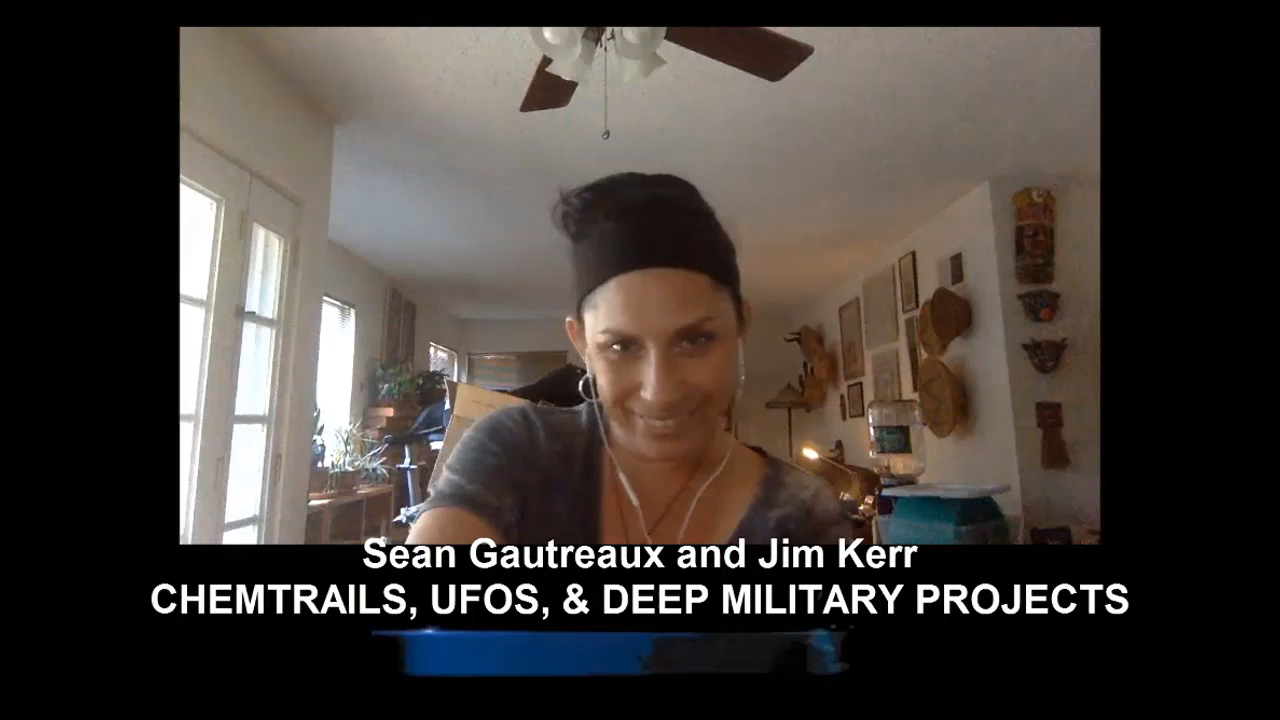 Sean Gautreaux and Jim Kerr
CHEMTRAILS, UFOS, & DEEP MILITARY PROJECTS